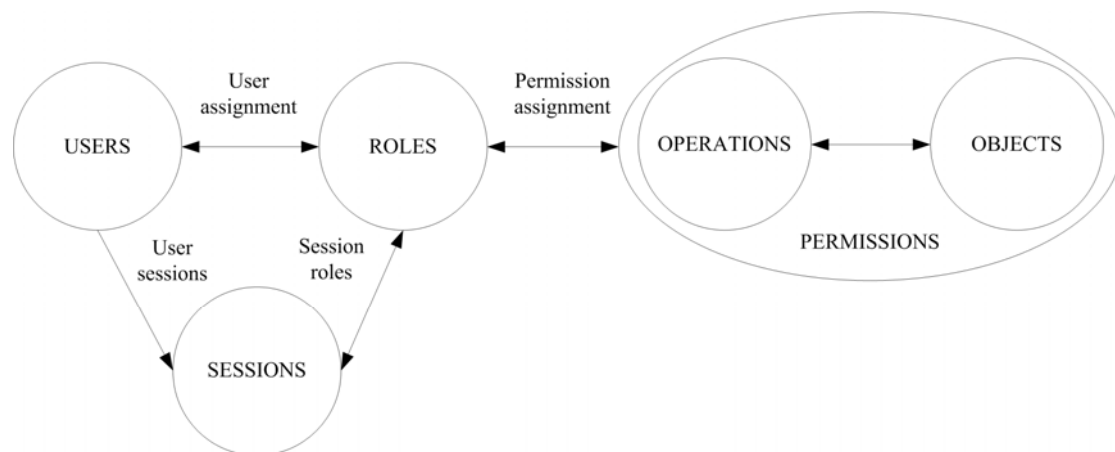 User
assignment
Permission
assignment
USERS
ROLES
OPERATIONS
OBJECTS
PERMISSIONS
User
sessions
Session
roles
SESSIONS